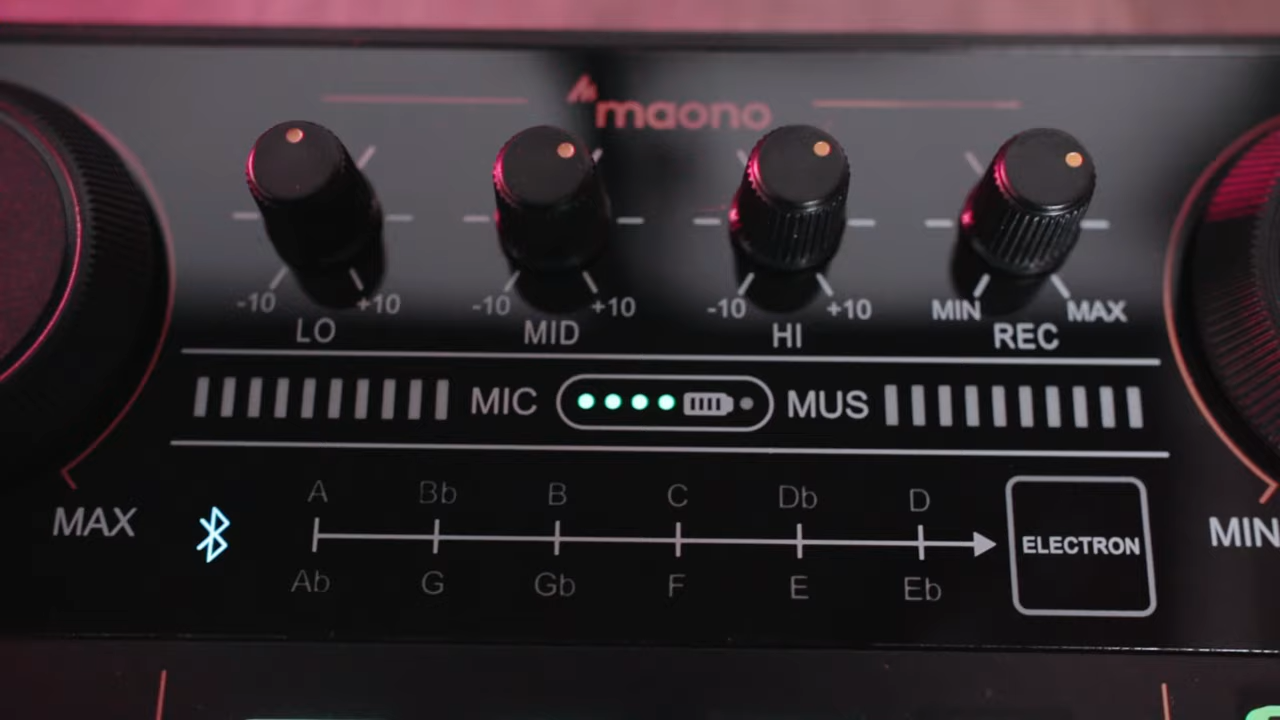 maono
-10 +10 -10 +10 -10 +10 MIN MAX
LO MID HI REC
MIC MUS
MAX
A Bb B C Db D
ELECTRON
MIN
Ab G Gb F E Eb